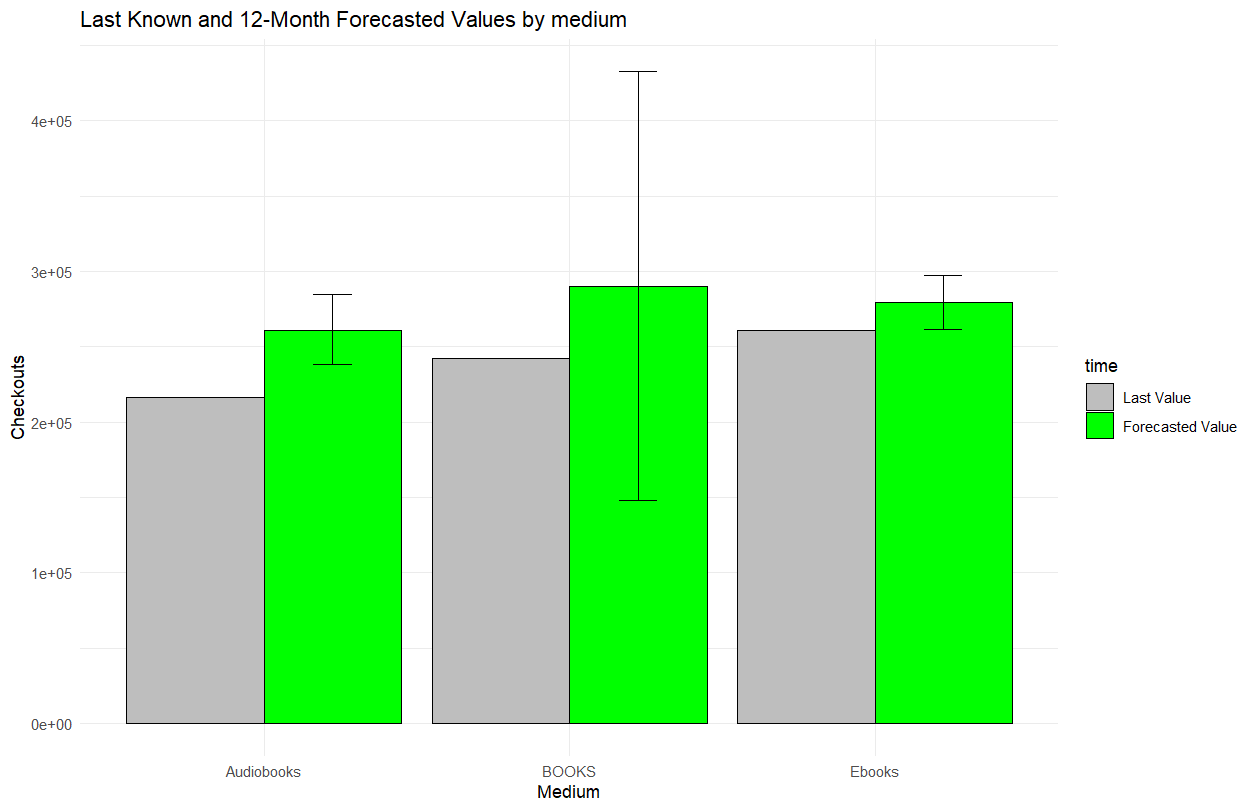 Last Known and 12-Month Forecasted Values by medium
Checkouts
4e+05
3e+05
2e+05
1e+05
0e+00
Audiobooks
BOOKS
Ebooks
Medium
time
Last Value
Forecasted Value